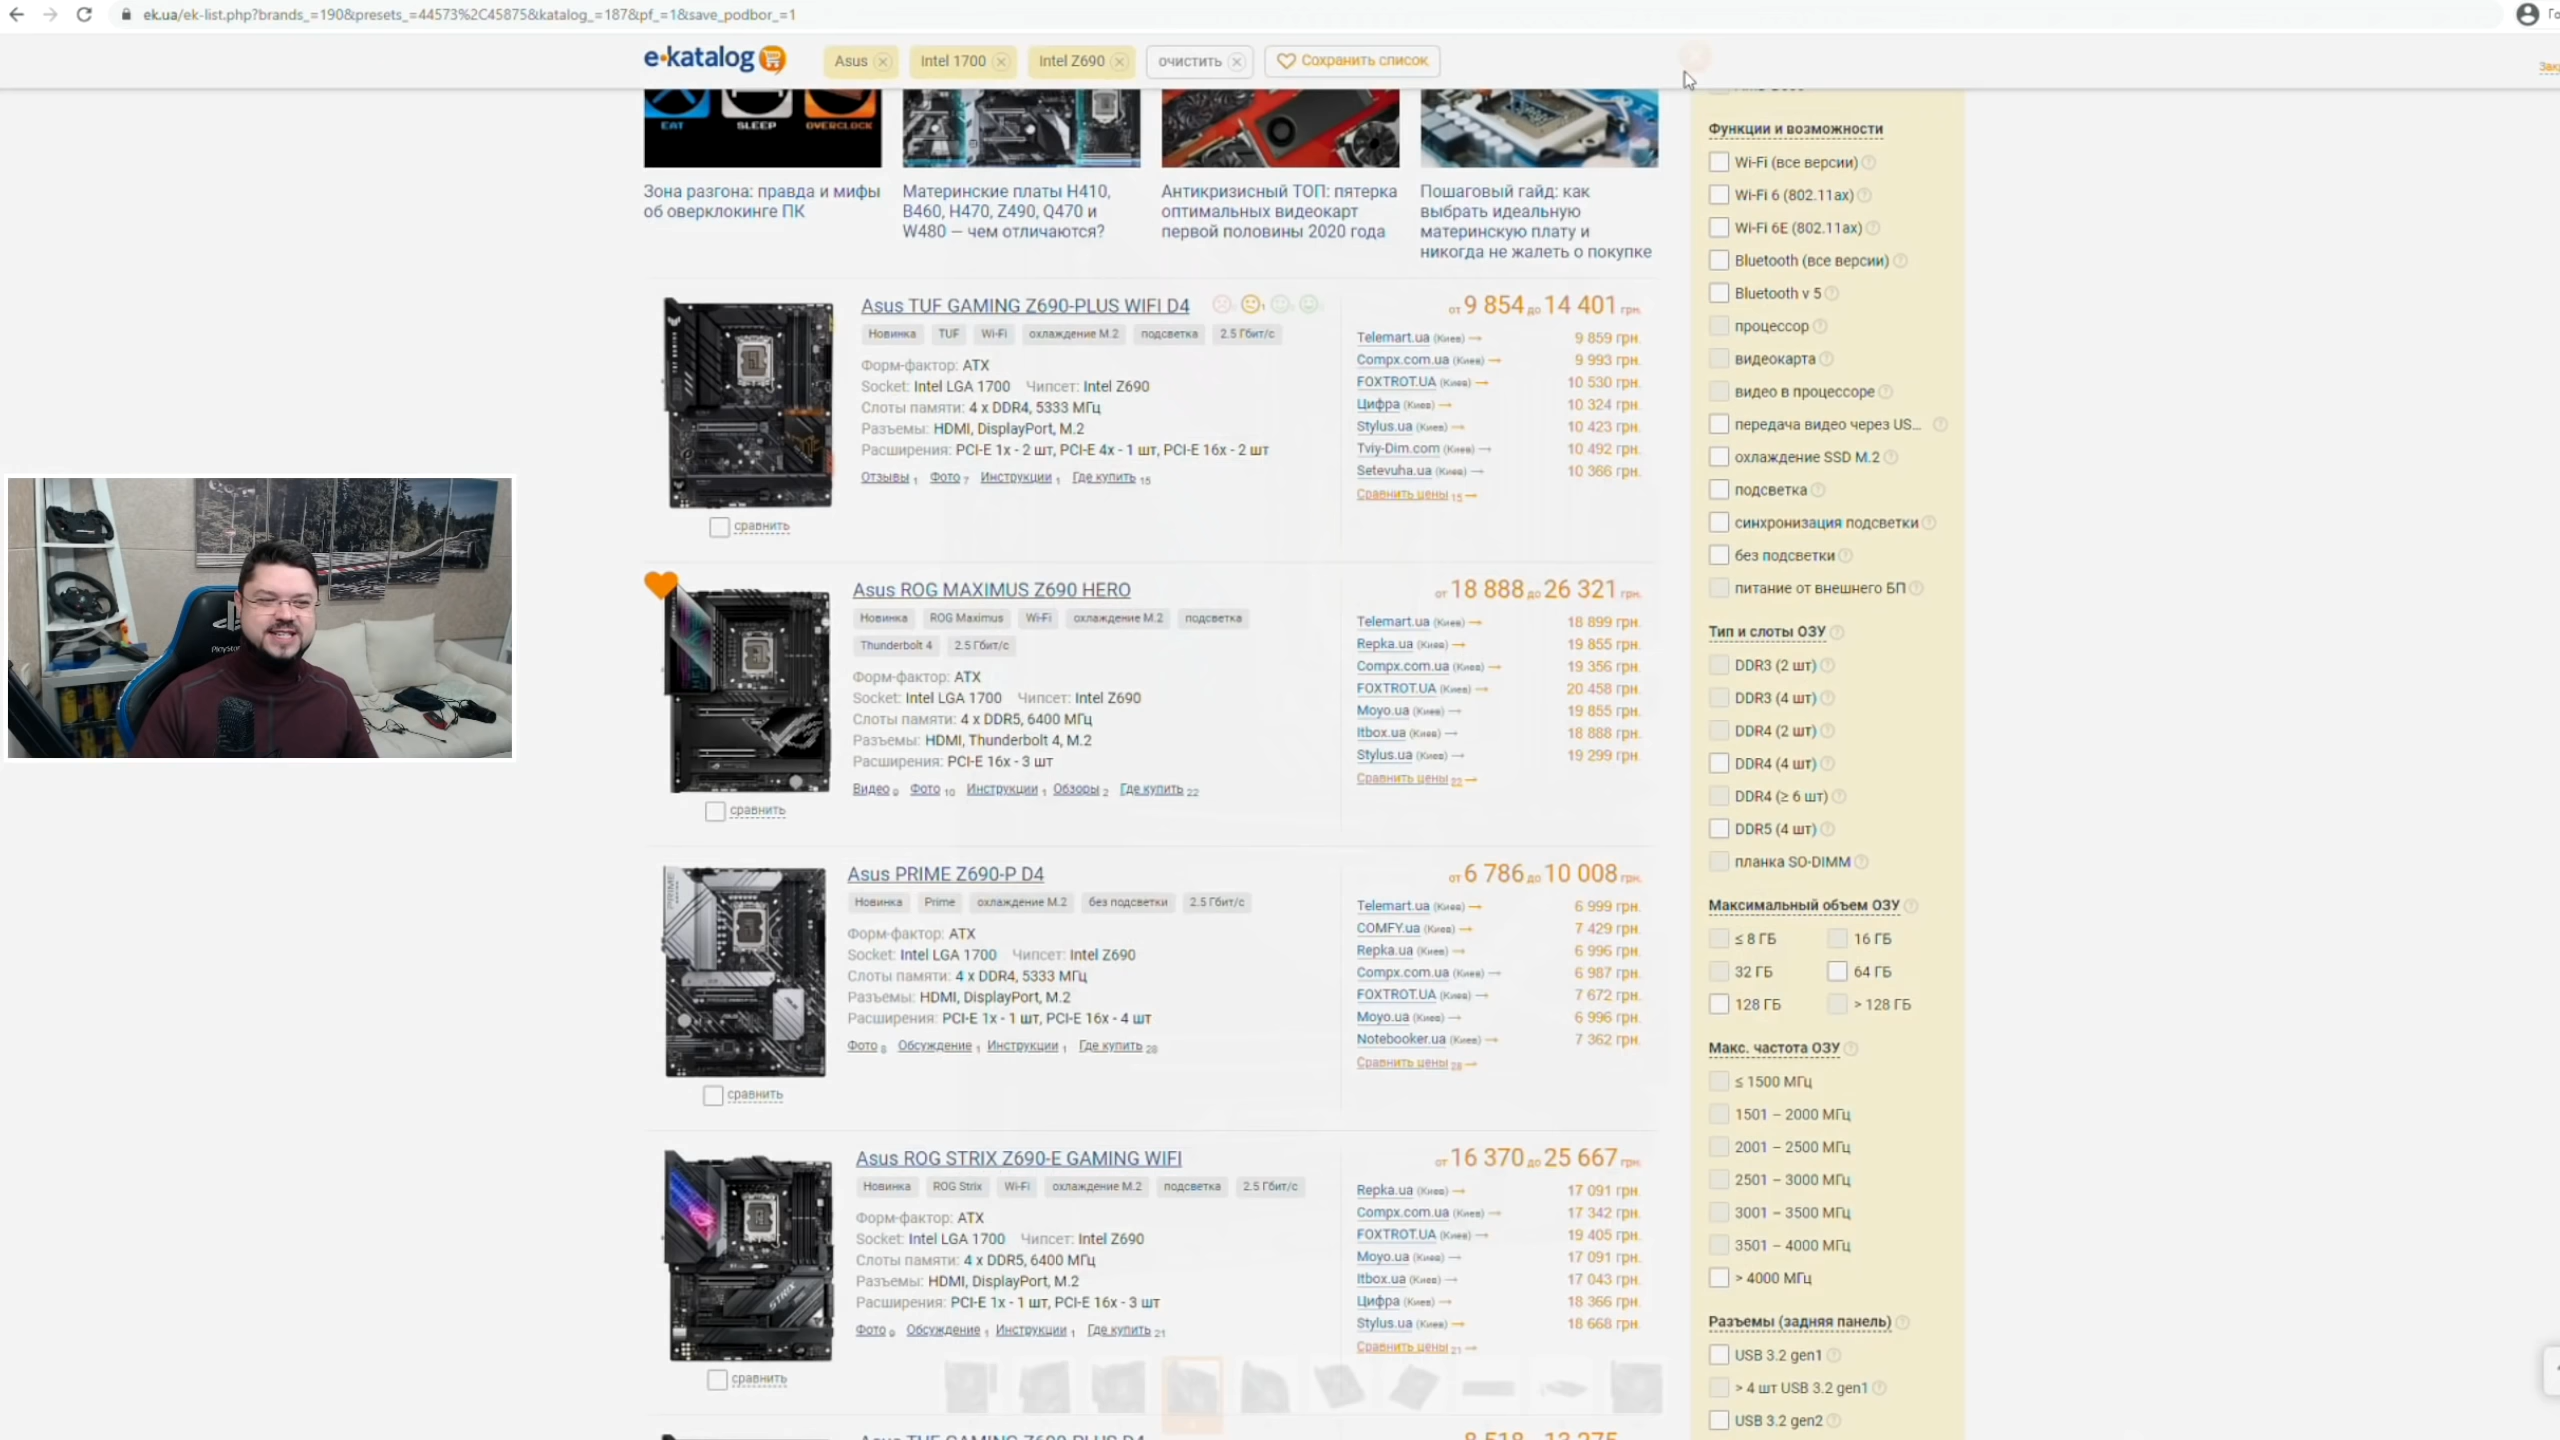 ek.ua/ek-list.php?brands_=190&presets_=44573%2C45875&katalog_=187&pf_=1&save_podbor_=1
e•katalog
Asus
Intel 1700
Intel Z690
очистить
Сохранить список
EAT SLEEP OVERCLOCK
Зона разгона: правда и мифы
об оверклокинге ПК
Материнские платы H410,
B460, H470, Z490, Q470 и
W480 — чем отличаются?
Антикризисный ТОП: пятерка
оптимальных видеокарт
первой половины 2020 года
Пошаговый гайд: как
выбрать идеальную
материнскую плату и
никогда не жалеть о покупке
Asus TUF GAMING Z690-PLUS WIFI D4
Новинка TUF Wi-Fi охлаждение M.2 подсветка 2.5 Гбит/с
Форм-фактор: ATX
Socket: Intel LGA 1700 Чипсет: Intel Z690
Слоты памяти: 4 x DDR4, 5333 МГц
Разъемы: HDMI, DisplayPort, M.2
Расширения: PCI-E 1x - 2 шт, PCI-E 4x - 1 шт, PCI-E 16x - 2 шт
Отзывы 1 Фото 7 Инструкции 1 Где купить 15
сравнить
от 9 854 до 14 401 грн.
Telemart.ua (Киев) → 9 859 грн.
Compx.com.ua (Киев) → 9 993 грн.
FOXTROT.UA (Киев) → 10 530 грн.
Цифра (Киев) → 10 324 грн.
Stylus.ua (Киев) → 10 423 грн.
Tviy-Dim.com (Киев) → 10 492 грн.
Setevuha.ua (Киев) → 10 366 грн.
Сравнить цены 15 →
Asus ROG MAXIMUS Z690 HERO
Новинка ROG Maximus Wi-Fi охлаждение M.2 подсветка
Thunderbolt 4 2.5 Гбит/с
Форм-фактор: ATX
Socket: Intel LGA 1700 Чипсет: Intel Z690
Слоты памяти: 4 x DDR5, 6400 МГц
Разъемы: HDMI, Thunderbolt 4, M.2
Расширения: PCI-E 16x - 3 шт
Видео 9 Фото 10 Инструкции 1 Обзоры 2 Где купить 22
сравнить
от 18 888 до 26 321 грн.
Telemart.ua (Киев) → 18 899 грн.
Repka.ua (Киев) → 19 855 грн.
Compx.com.ua (Киев) → 19 356 грн.
FOXTROT.UA (Киев) → 20 458 грн.
Moyo.ua (Киев) → 19 855 грн.
Itbox.ua (Киев) → 18 888 грн.
Stylus.ua (Киев) → 19 299 грн.
Сравнить цены 22 →
Asus PRIME Z690-P D4
Новинка Prime охлаждение M.2 без подсветки 2.5 Гбит/с
Форм-фактор: ATX
Socket: Intel LGA 1700 Чипсет: Intel Z690
Слоты памяти: 4 x DDR4, 5333 МГц
Разъемы: HDMI, DisplayPort, M.2
Расширения: PCI-E 1x - 1 шт, PCI-E 16x - 4 шт
Фото 8 Обсуждение 1 Инструкции 1 Где купить 28
сравнить
от 6 786 до 10 008 грн.
Telemart.ua (Киев) → 6 999 грн.
COMFY.ua (Киев) → 7 429 грн.
Repka.ua (Киев) → 6 996 грн.
Compx.com.ua (Киев) → 6 987 грн.
FOXTROT.UA (Киев) → 7 672 грн.
Moyo.ua (Киев) → 6 996 грн.
Notebooker.ua (Киев) → 7 362 грн.
Сравнить цены 28 →
Asus ROG STRIX Z690-E GAMING WIFI
Новинка ROG Strix Wi-Fi охлаждение M.2 подсветка 2.5 Гбит/с
Форм-фактор: ATX
Socket: Intel LGA 1700 Чипсет: Intel Z690
Слоты памяти: 4 x DDR5, 6400 МГц
Разъемы: HDMI, DisplayPort, M.2
Расширения: PCI-E 1x - 1 шт, PCI-E 16x - 3 шт
Фото 9 Обсуждение 1 Инструкции 1 Где купить 21
сравнить
от 16 370 до 25 667 грн.
Repka.ua (Киев) → 17 091 грн.
Compx.com.ua (Киев) → 17 342 грн.
FOXTROT.UA (Киев) → 19 405 грн.
Moyo.ua (Киев) → 17 091 грн.
Itbox.ua (Киев) → 17 043 грн.
Цифра (Киев) → 18 366 грн.
Stylus.ua (Киев) → 18 668 грн.
Сравнить цены 21 →
Функции и возможности
Wi-Fi (все версии)
Wi-Fi 6 (802.11ax)
Wi-Fi 6E (802.11ax)
Bluetooth (все версии)
Bluetooth v 5
процессор
видеокарта
видео в процессоре
передача видео через US...
охлаждение SSD M.2
подсветка
синхронизация подсветки
без подсветки
питание от внешнего БП
Тип и слоты ОЗУ
DDR3 (2 шт)
DDR3 (4 шт)
DDR4 (2 шт)
DDR4 (4 шт)
DDR4 (≥ 6 шт)
DDR5 (4 шт)
планка SO-DIMM
Максимальный объем ОЗУ
≤ 8 ГБ 16 ГБ
32 ГБ 64 ГБ
128 ГБ > 128 ГБ
Макс. частота ОЗУ
≤ 1500 МГц
1501 – 2000 МГц
2001 – 2500 МГц
2501 – 3000 МГц
3001 – 3500 МГц
3501 – 4000 МГц
> 4000 МГц
Разъемы (задняя панель)
USB 3.2 gen1
> 4 шт USB 3.2 gen1
USB 3.2 gen2